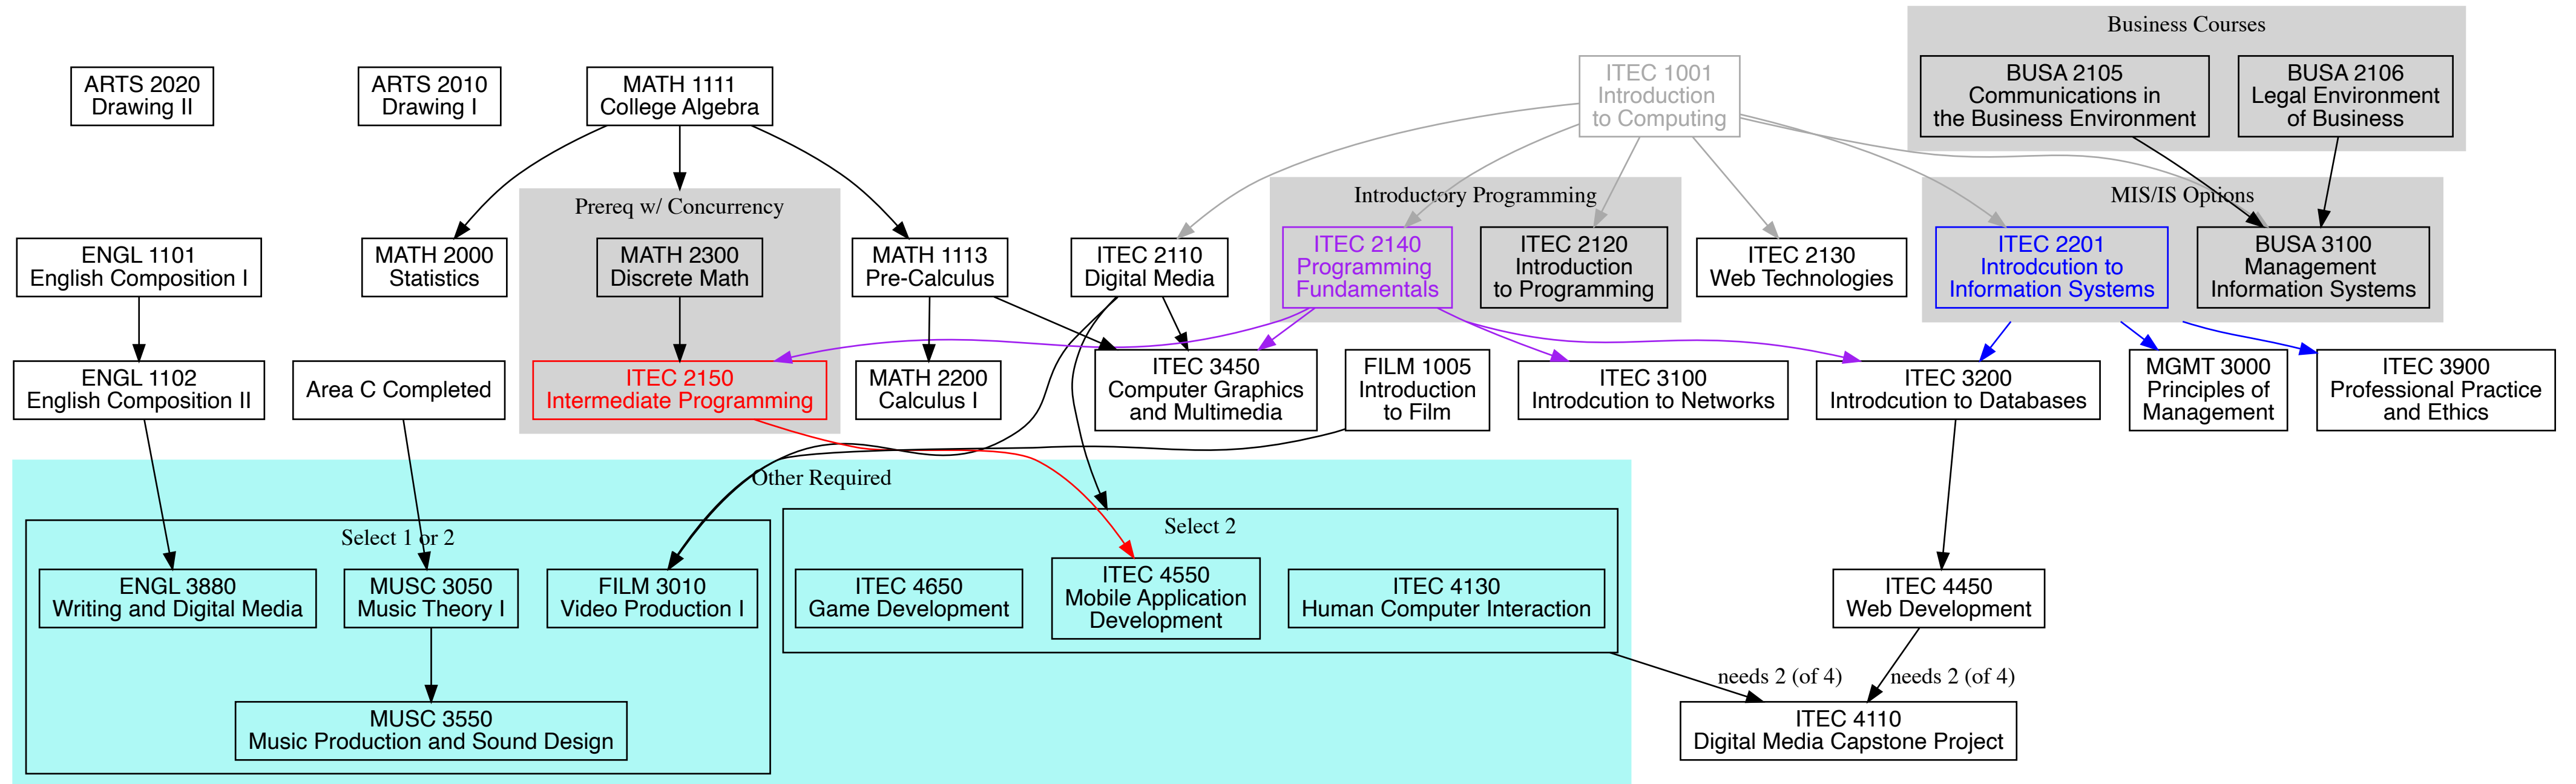 Business Courses
ARTS 2020
Drawing II
ARTS 2010
Drawing I
MATH 1111
College Algebra
ITEC 1001
Introduction
to Computing
BUSA 2105
Communications in
the Business Environment
BUSA 2106
Legal Environment
of Business
Prereq w/ Concurrency
Introductory Programming
MIS/IS Options
ENGL 1101
English Composition I
MATH 2000
Statistics
MATH 2300
Discrete Math
MATH 1113
Pre-Calculus
ITEC 2110
Digital Media
ITEC 2140
Programming
Fundamentals
ITEC 2120
Introduction
to Programming
ITEC 2130
Web Technologies
ITEC 2201
Introdcution to
Information Systems
BUSA 3100
Management
Information Systems
ENGL 1102
English Composition II
Area C Completed
ITEC 2150
Intermediate Programming
MATH 2200
Calculus I
ITEC 3450
Computer Graphics
and Multimedia
FILM 1005
Introduction
to Film
ITEC 3100
Introdcution to Networks
ITEC 3200
Introdcution to Databases
MGMT 3000
Principles of
Management
ITEC 3900
Professional Practice
and Ethics
Other Required
Select 1 or 2
Select 2
ENGL 3880
Writing and Digital Media
MUSC 3050
Music Theory I
FILM 3010
Video Production I
ITEC 4650
Game Development
ITEC 4550
Mobile Application
Development
ITEC 4130
Human Computer Interaction
ITEC 4450
Web Development
needs 2 (of 4)
needs 2 (of 4)
MUSC 3550
Music Production and Sound Design
ITEC 4110
Digital Media Capstone Project